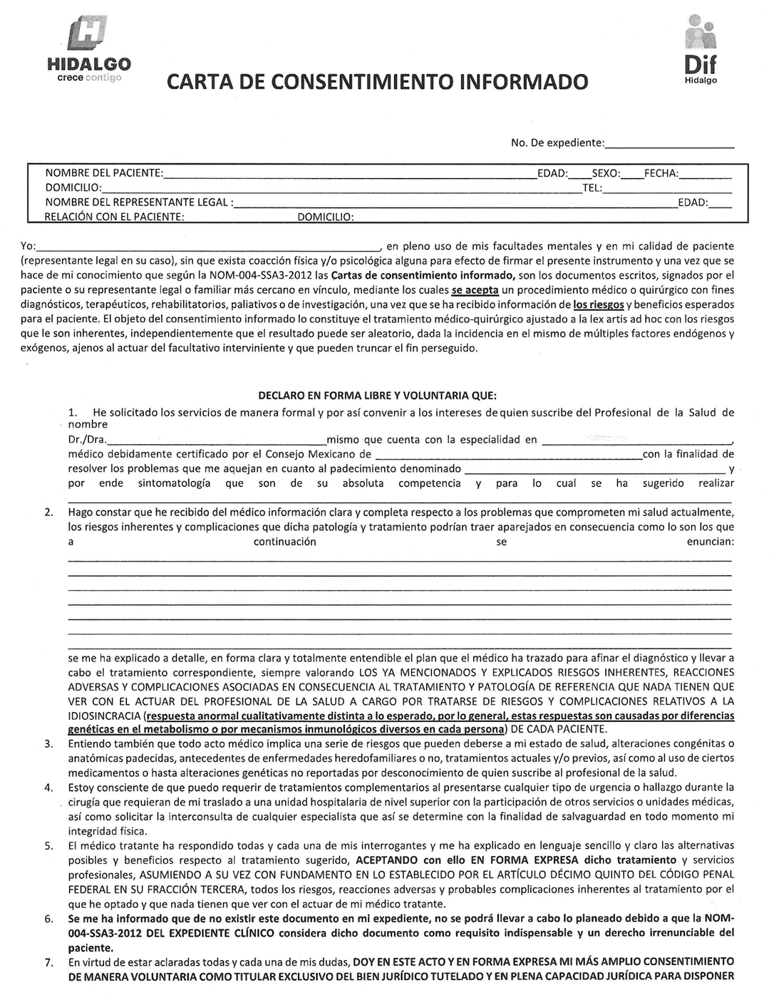 HIDALGO
crece contigo
Dif
Hidalgo
CARTA DE CONSENTIMIENTO INFORMADO
No. De expediente:____________________
NOMBRE DEL PACIENTE:____________________EDAD:____SEXO:____FECHA:________
DOMICILIO:____________________TEL:____________________
NOMBRE DEL REPRESENTANTE LEGAL :____________________EDAD:____
RELACIÓN CON EL PACIENTE: DOMICILIO:
Yo:____________________, en pleno uso de mis facultades mentales y en mi calidad de paciente
(representante legal en su caso), sin que exista coacción física y/o psicológica alguna para efecto de firmar el presente instrumento y una vez que se
hace de mi conocimiento que según la NOM-004-SSA3-2012 las Cartas de consentimiento informado, son los documentos escritos, signados por el
paciente o su representante legal o familiar más cercano en vínculo, mediante los cuales se acepta un procedimiento médico o quirúrgico con fines
diagnósticos, terapéuticos, rehabilitatorios, paliativos o de investigación, una vez que se ha recibido información de los riesgos y beneficios esperados
para el paciente. El objeto del consentimiento informado lo constituye el tratamiento médico-quirúrgico ajustado a la lex artis ad hoc con los riesgos
que le son inherentes, independientemente que el resultado puede ser aleatorio, dada la incidencia en el mismo de múltiples factores endógenos y
exógenos, ajenos al actuar del facultativo interviniente y que pueden truncar el fin perseguido.
DECLARO EN FORMA LIBRE Y VOLUNTARIA QUE:
1. He solicitado los servicios de manera formal y por así convenir a los intereses de quien suscribe del Profesional de la Salud de
nombre
Dr./Dra.____________________mismo que cuenta con la especialidad en ____________________,
médico debidamente certificado por el Consejo Mexicano de ____________________con la finalidad de
resolver los problemas que me aquejan en cuanto al padecimiento denominado ____________________ y
por ende sintomatología que son de su absoluta competencia y para lo cual se ha sugerido realizar
2. Hago constar que he recibido del médico información clara y completa respecto a los problemas que comprometen mi salud actualmente,
los riesgos inherentes y complicaciones que dicha patología y tratamiento podrían traer aparejados en consecuencia como lo son los que
a continuación se enuncian:
se me ha explicado a detalle, en forma clara y totalmente entendible el plan que el médico ha trazado para afinar el diagnóstico y llevar a
cabo el tratamiento correspondiente, siempre valorando LOS YA MENCIONADOS Y EXPLICADOS RIESGOS INHERENTES, REACCIONES
ADVERSAS Y COMPLICACIONES ASOCIADAS EN CONSECUENCIA AL TRATAMIENTO Y PATOLOGÍA DE REFERENCIA QUE NADA TIENEN QUE
VER CON EL ACTUAR DEL PROFESIONAL DE LA SALUD A CARGO POR TRATARSE DE RIESGOS Y COMPLICACIONES RELATIVOS A LA
IDIOSINCRACIA (respuesta anormal cualitativamente distinta a lo esperado, por lo general, estas respuestas son causadas por diferencias
genéticas en el metabolismo o por mecanismos inmunológicos diversos en cada persona) DE CADA PACIENTE.
3. Entiendo también que todo acto médico implica una serie de riesgos que pueden deberse a mi estado de salud, alteraciones congénitas o
anatómicas padecidas, antecedentes de enfermedades heredofamiliares o no, tratamientos actuales y/o previos, así como al uso de ciertos
medicamentos o hasta alteraciones genéticas no reportadas por desconocimiento de quien suscribe al profesional de la salud.
4. Estoy consciente de que puedo requerir de tratamientos complementarios al presentarse cualquier tipo de urgencia o hallazgo durante la
cirugía que requieran de mi traslado a una unidad hospitalaria de nivel superior con la participación de otros servicios o unidades médicas,
así como solicitar la interconsulta de cualquier especialista que así se determine con la finalidad de salvaguardad en todo momento mi
integridad física.
5. El médico tratante ha respondido todas y cada una de mis interrogantes y me ha explicado en lenguaje sencillo y claro las alternativas
posibles y beneficios respecto al tratamiento sugerido, ACEPTANDO con ello EN FORMA EXPRESA dicho tratamiento y servicios
profesionales, ASUMIENDO A SU VEZ CON FUNDAMENTO EN LO ESTABLECIDO POR EL ARTÍCULO DÉCIMO QUINTO DEL CÓDIGO PENAL
FEDERAL EN SU FRACCIÓN TERCERA, todos los riesgos, reacciones adversas y probables complicaciones inherentes al tratamiento por el
que he optado y que nada tienen que ver con el actuar de mi médico tratante.
6. Se me ha informado que de no existir este documento en mi expediente, no se podrá llevar a cabo lo planeado debido a que la NOM-
004-SSA3-2012 DEL EXPEDIENTE CLÍNICO considera dicho documento como requisito indispensable y un derecho irrenunciable del
paciente.
7. En virtud de estar aclaradas todas y cada una de mis dudas, DOY EN ESTE ACTO Y EN FORMA EXPRESA MI MÁS AMPLIO CONSENTIMIENTO
DE MANERA VOLUNTARIA COMO TITULAR EXCLUSIVO DEL BIEN JURÍDICO TUTELADO Y EN PLENA CAPACIDAD JURÍDICA PARA DISPONER